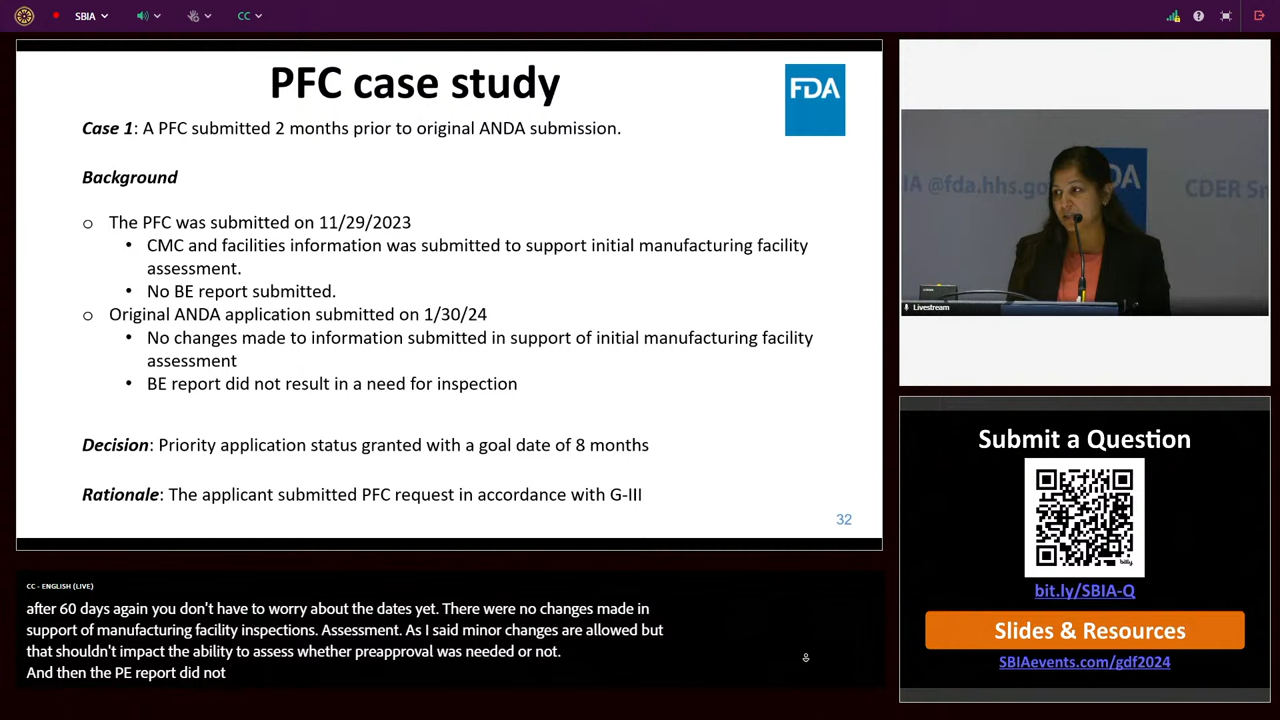 SBIA
CC
PFC case study
FDA
Case 1: A PFC submitted 2 months prior to original ANDA submission.
Background
o The PFC was submitted on 11/29/2023
• CMC and facilities information was submitted to support initial manufacturing facility
assessment.
• No BE report submitted.
o Original ANDA application submitted on 1/30/24
• No changes made to information submitted in support of initial manufacturing facility
assessment
• BE report did not result in a need for inspection
Decision: Priority application status granted with a goal date of 8 months
Rationale: The applicant submitted PFC request in accordance with G-III
32
IA @fda.hhs.go
DA
CDER Sm
Livestream
Submit a Question
bitly
bit.ly/SBIA-Q
Slides & Resources
SBIAevents.com/gdf2024
CC - ENGLISH (LIVE)
after 60 days again you don't have to worry about the dates yet. There were no changes made in
support of manufacturing facility inspections. Assessment. As I said minor changes are allowed but
that shouldn't impact the ability to assess whether preapproval was needed or not.
And then the PE report did not